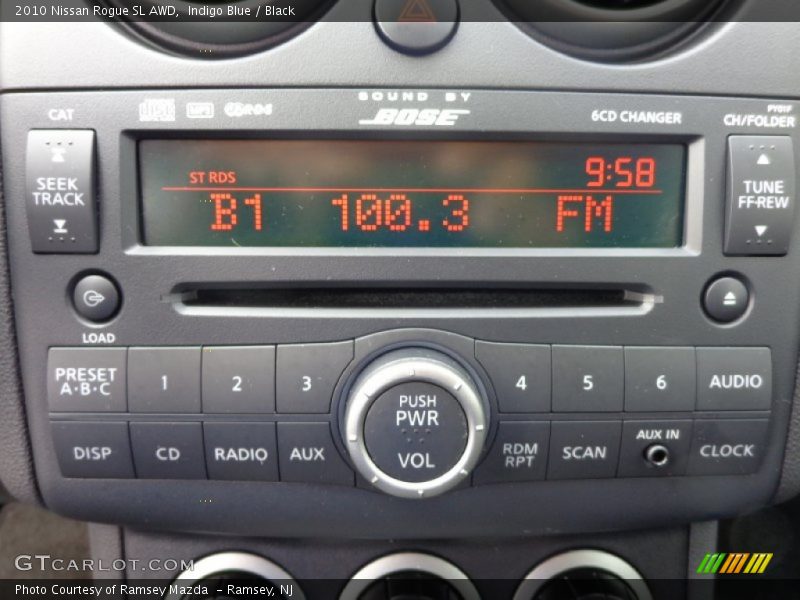 2010 Nissan Rogue SL AWD,  Indigo Blue / Black
SOUND BY
BOSE
CAT
MP3
6CD CHANGER
CH/FOLDER
SEEK
TRACK
ST RDS
9:58
B1 100.3 FM
TUNE
FF·REW
LOAD
PRESET
A·B·C
1
2
3
4
5
6
AUDIO
PUSH
PWR
VOL
DISP
CD
RADIO
AUX
RDM
RPT
SCAN
AUX IN
CLOCK
GTCARLOT.COM
Photo Courtesy of Ramsey Mazda  - Ramsey, NJ